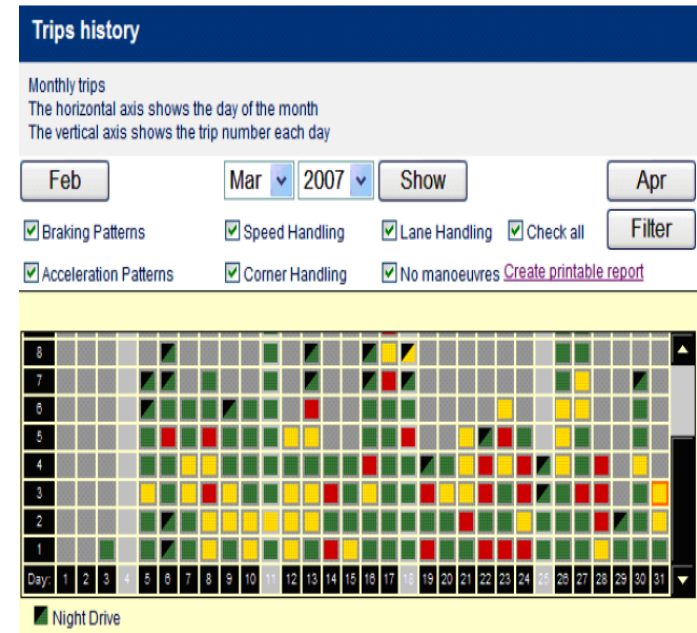 Trips history
Monthly trips
The horizontal axis shows the day of the month
The vertical axis shows the trip number each day
Feb Mar 2007 Show Apr
Braking Patterns Speed Handling Lane Handling Check all Filter
Acceleration Patterns Corner Handling No manoeuvres Create printable report
8
7
6
5
4
3
2
1
Day: 1 2 3 4 5 6 7 8 9 10 11 12 13 14 15 16 17 18 19 20 21 22 23 24 25 26 27 28 29 30 31
Night Drive